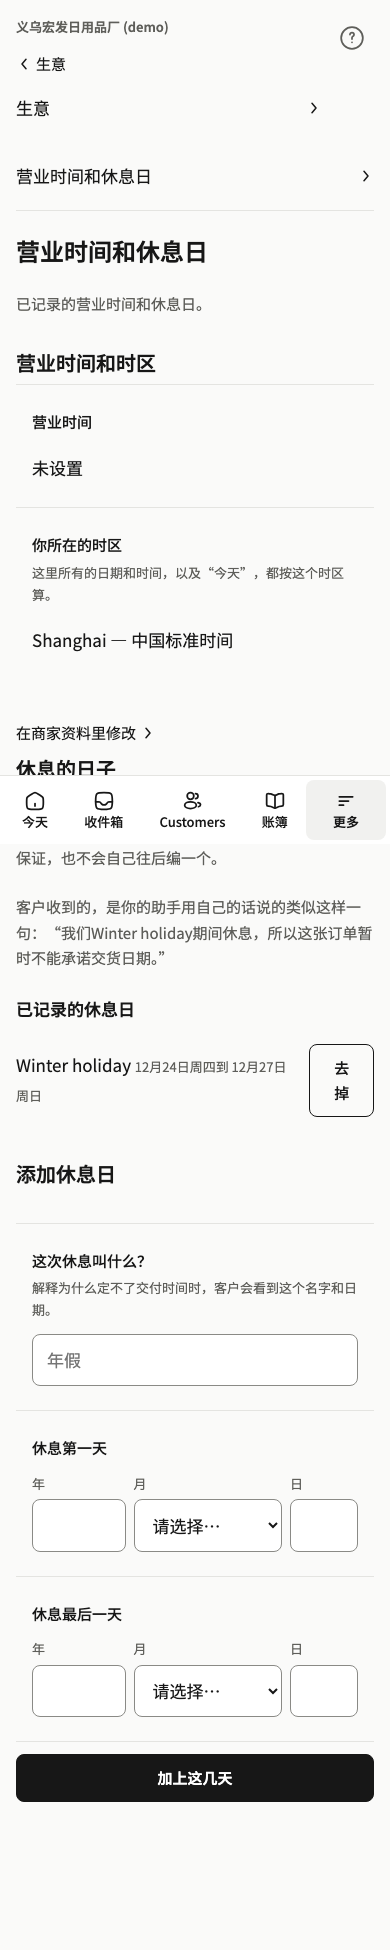 义乌宏发日用品厂 (demo)
生意
生意
营业时间和休息日
营业时间和休息日
已记录的营业时间和休息日。
营业时间和时区
营业时间
未设置
你所在的时区
这里所有的日期和时间，以及“今天”，都按这个时区
算。
Shanghai — 中国标准时间
在商家资料里修改
休息的日子
今天
收件箱
Customers
账簿
更多
保证，也不会自己往后编一个。
客户收到的，是你的助手用自己的话说的类似这样一
句：“我们Winter holiday期间休息，所以这张订单暂
时不能承诺交货日期。”
已记录的休息日
Winter holiday 12月24日周四到 12月27日
周日
去
掉
添加休息日
这次休息叫什么？
解释为什么定不了交付时间时，客户会看到这个名字和日
期。
年假
休息第一天
年 月 日
请选择…
休息最后一天
年 月 日
请选择…
加上这几天